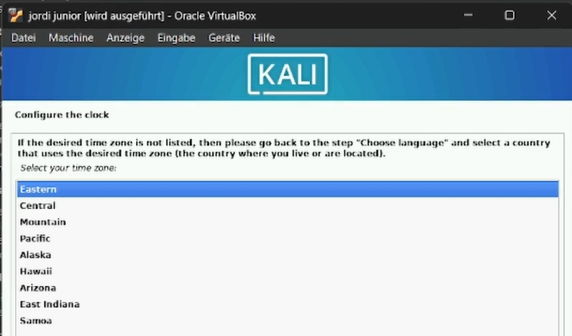 jordi junior [wird ausgeführt] - Oracle VirtualBox
Datei Maschine Anzeige Eingabe Geräte Hilfe
KALI
Configure the clock
If the desired time zone is not listed, then please go back to the step "Choose language" and select a country
that uses the desired time zone (the country where you live or are located).
Select your time zone:
Eastern
Central
Mountain
Pacific
Alaska
Hawaii
Arizona
East Indiana
Samoa